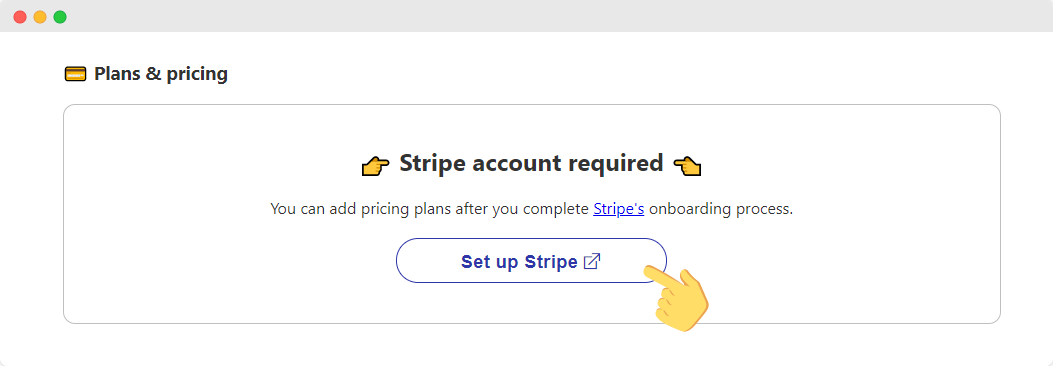 Plans & pricing
Stripe account required
You can add pricing plans after you complete Stripe's onboarding process.
Set up Stripe